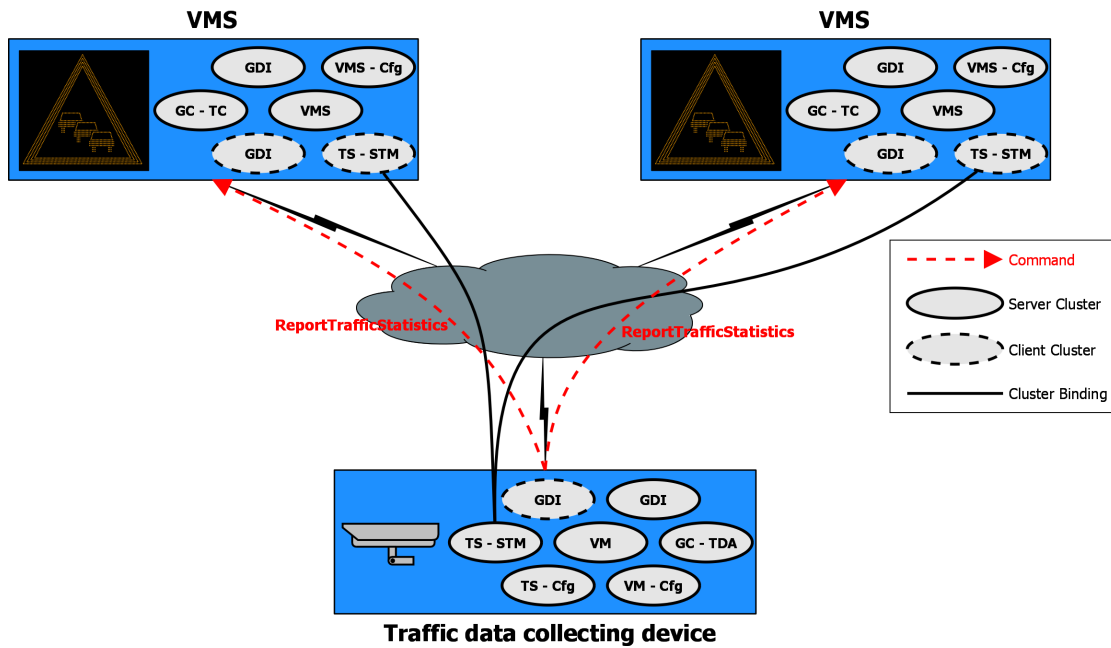 VMS
VMS
GDI
VMS - Cfg
GC - TC
VMS
GDI
TS - STM
GDI
VMS - Cfg
GC - TC
VMS
GDI
TS - STM
Command
Server Cluster
Client Cluster
Cluster Binding
ReportTrafficStatistics
ReportTrafficStatistics
GDI
GDI
TS - STM
VM
GC - TDA
TS - Cfg
VM - Cfg
Traffic data collecting device